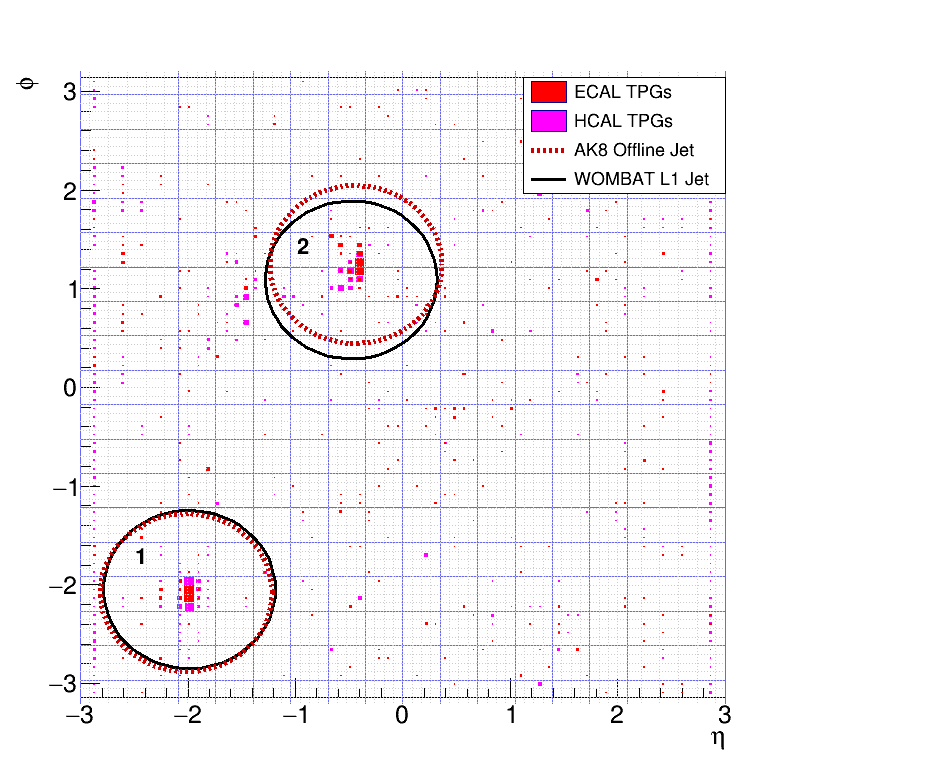 φ
3
2
1
0
−1
−2
−3
ECAL TPGs
HCAL TPGs
AK8 Offline Jet
WOMBAT L1 Jet
2
1
−3 −2 −1 0 1 2 3
η